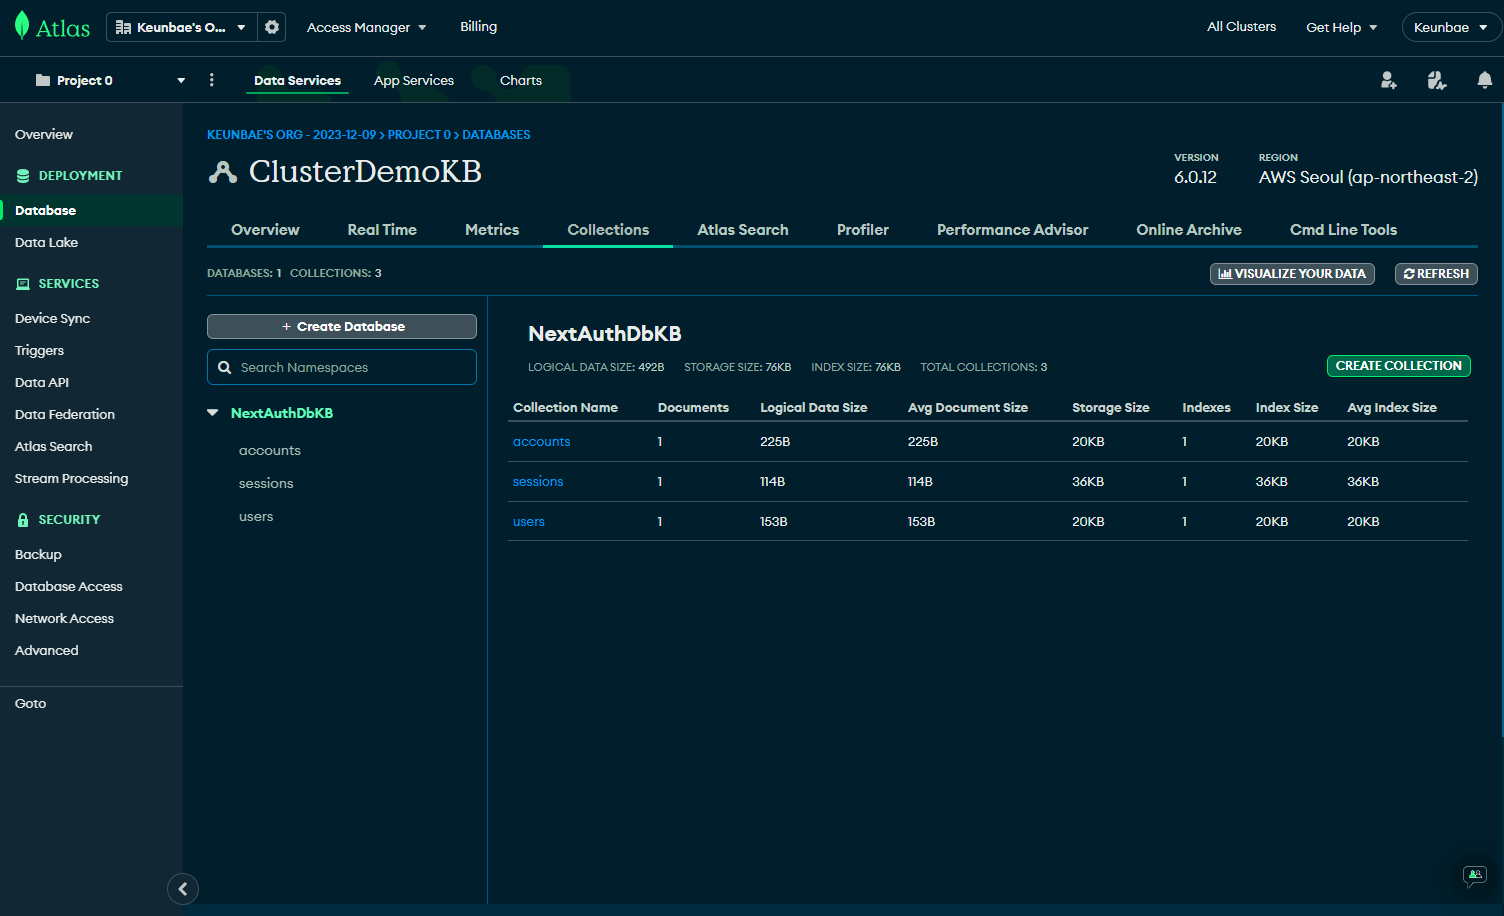 Atlas
Keunbae's O...
Access Manager
Billing
All Clusters
Get Help
Keunbae
Project 0
Data Services
App Services
Charts
Overview
DEPLOYMENT
Database
Data Lake
SERVICES
Device Sync
Triggers
Data API
Data Federation
Atlas Search
Stream Processing
SECURITY
Backup
Database Access
Network Access
Advanced
Goto
KEUNBAE'S ORG - 2023-12-09 > PROJECT 0 > DATABASES
ClusterDemoKB
VERSION
6.0.12
REGION
AWS Seoul (ap-northeast-2)
Overview Real Time Metrics Collections Atlas Search Profiler Performance Advisor Online Archive Cmd Line Tools
DATABASES: 1 COLLECTIONS: 3
VISUALIZE YOUR DATA
REFRESH
+ Create Database
Search Namespaces
NextAuthDbKB
accounts
sessions
users
NextAuthDbKB
LOGICAL DATA SIZE: 492B STORAGE SIZE: 76KB INDEX SIZE: 76KB TOTAL COLLECTIONS: 3
CREATE COLLECTION
Collection Name Documents Logical Data Size Avg Document Size Storage Size Indexes Index Size Avg Index Size
accounts 1 225B 225B 20KB 1 20KB 20KB
sessions 1 114B 114B 36KB 1 36KB 36KB
users 1 153B 153B 20KB 1 20KB 20KB